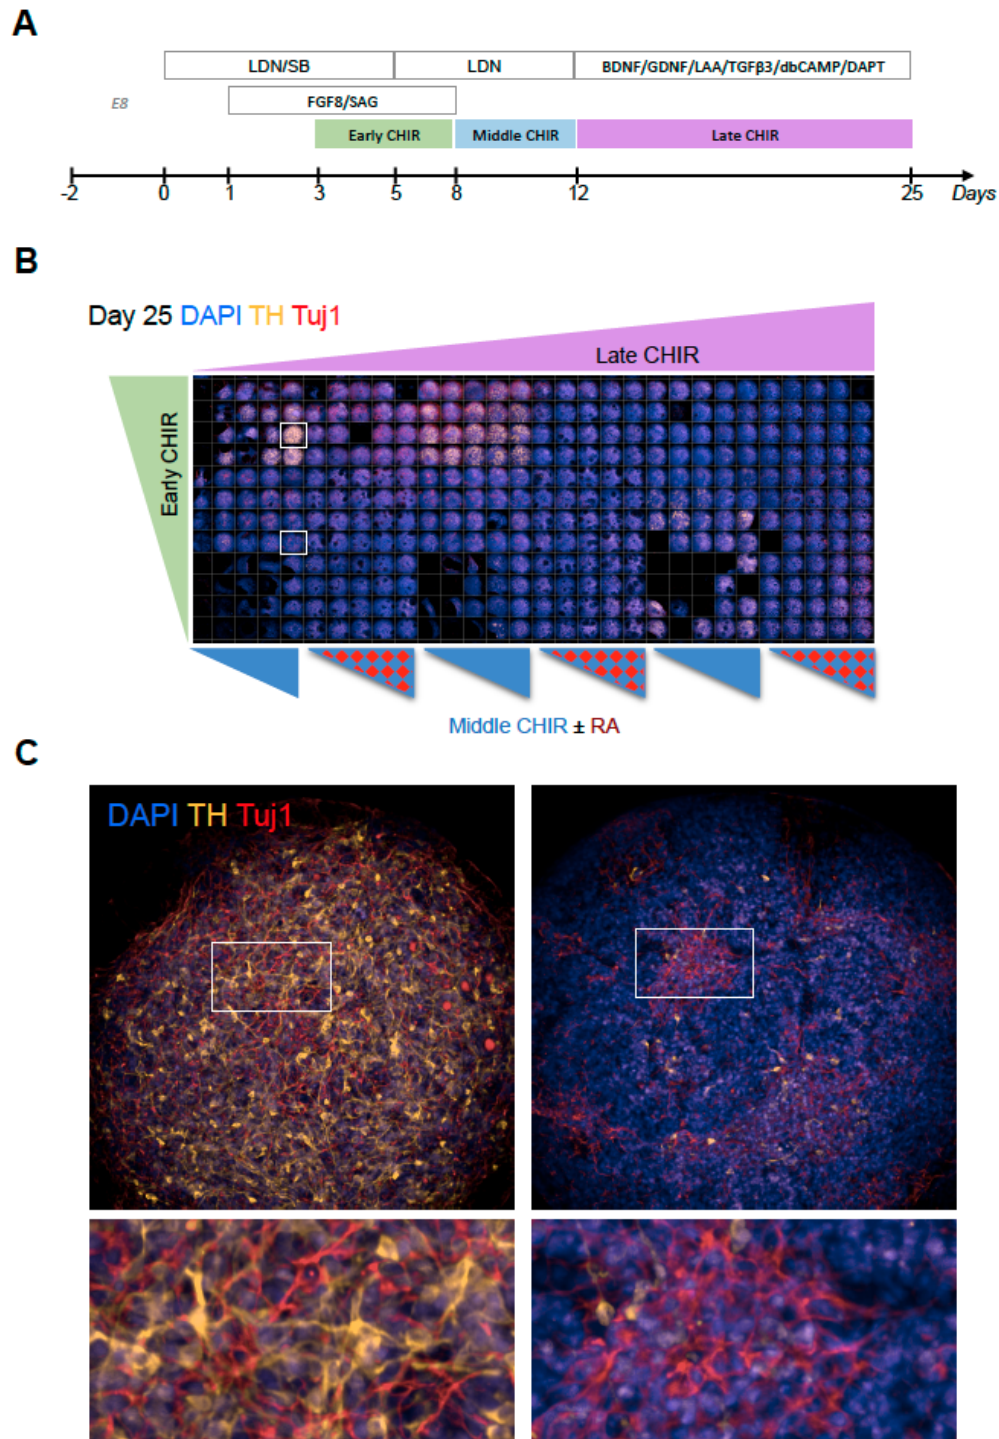 A
LDN/SB LDN BDNF/GDNF/LAA/TGFβ3/dbCAMP/DAPT
E8 FGF8/SAG
Early CHIR Middle CHIR Late CHIR
-2 0 1 3 5 8 12 25 Days
B
Day 25 DAPI TH Tuj1
Late CHIR
Early CHIR
Middle CHIR ± RA
C
DAPI TH Tuj1